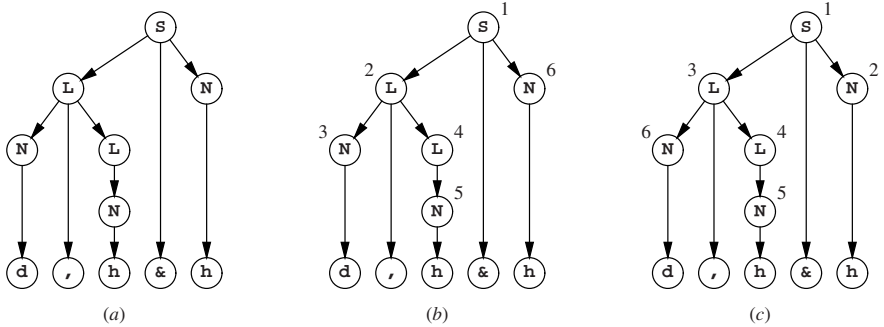 S S 1 S 1
L N 2 L N 6 3 L N 2
N L 3 N 4 L 6 N 4 L
N N 5 N 5
d , h & h d , h & h d , h & h
(a) (b) (c)